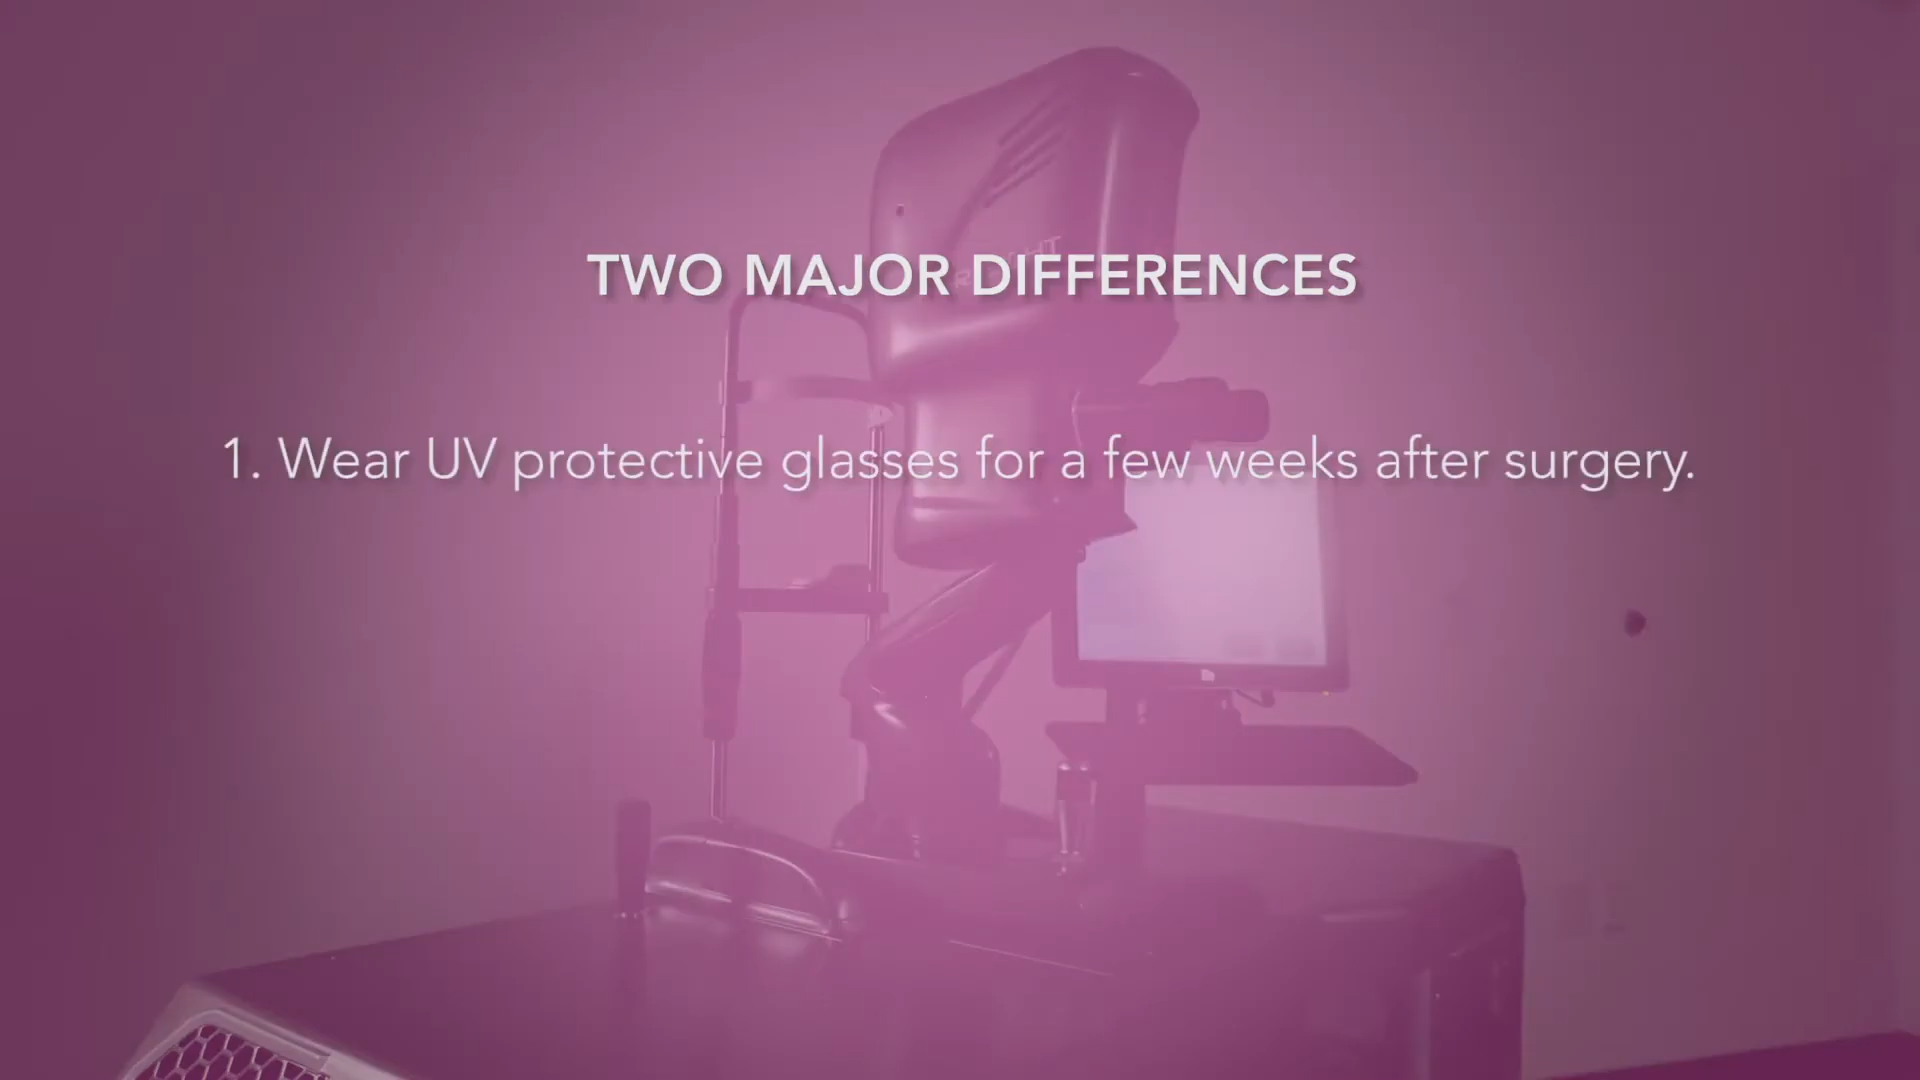 TWO MAJOR DIFFERENCES
1. Wear UV protective glasses for a few weeks after surgery.